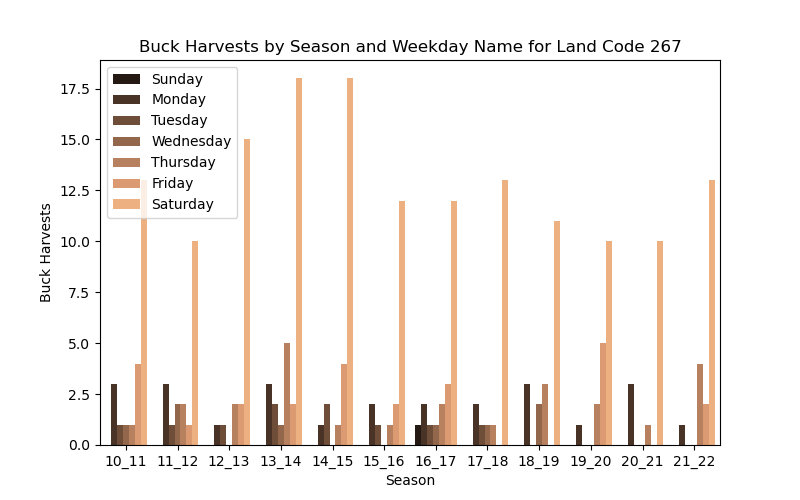 Buck Harvests by Season and Weekday Name for Land Code 267
Buck Harvests
17.5
15.0
12.5
10.0
7.5
5.0
2.5
0.0
Sunday
Monday
Tuesday
Wednesday
Thursday
Friday
Saturday
10_11 11_12 12_13 13_14 14_15 15_16 16_17 17_18 18_19 19_20 20_21 21_22
Season